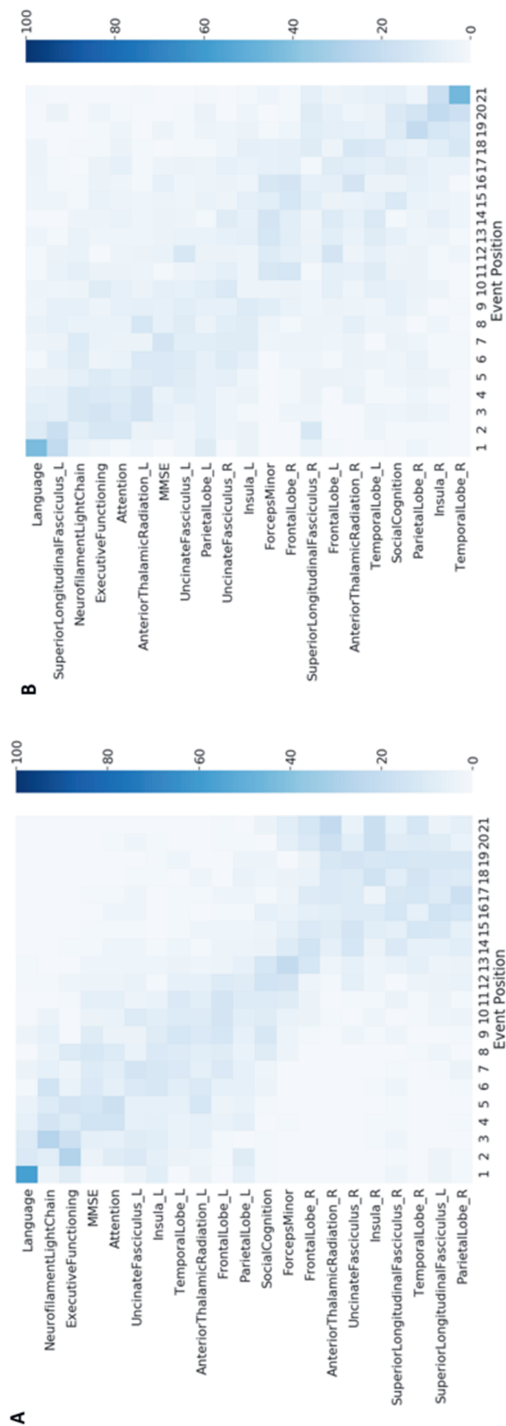 A
Language
NeurofilamentLightChain
ExecutiveFunctioning
MMSE
Attention
UncinateFasciculus_L
Insula_L
TemporalLobe_L
AnteriorThalamicRadiation_L
FrontalLobe_L
ParietalLobe_L
SocialCognition
ForcepsMinor
FrontalLobe_R
AnteriorThalamicRadiation_R
UncinateFasciculus_R
Insula_R
SuperiorLongitudinalFasciculus_R
TemporalLobe_R
SuperiorLongitudinalFasciculus_L
ParietalLobe_R
1 2 3 4 5 6 7 8 9 10 11 12 13 14 15 16 17 18 19 20 21
Event Position
-100
-80
-60
-40
-20
-0
B
Language
SuperiorLongitudinalFasciculus_L
NeurofilamentLightChain
ExecutiveFunctioning
Attention
AnteriorThalamicRadiation_L
MMSE
UncinateFasciculus_L
ParietalLobe_L
UncinateFasciculus_R
Insula_L
ForcepsMinor
FrontalLobe_R
SuperiorLongitudinalFasciculus_R
FrontalLobe_L
AnteriorThalamicRadiation_R
TemporalLobe_L
SocialCognition
ParietalLobe_R
Insula_R
TemporalLobe_R
1 2 3 4 5 6 7 8 9 10 11 12 13 14 15 16 17 18 19 20 21
Event Position
-100
-80
-60
-40
-20
-0